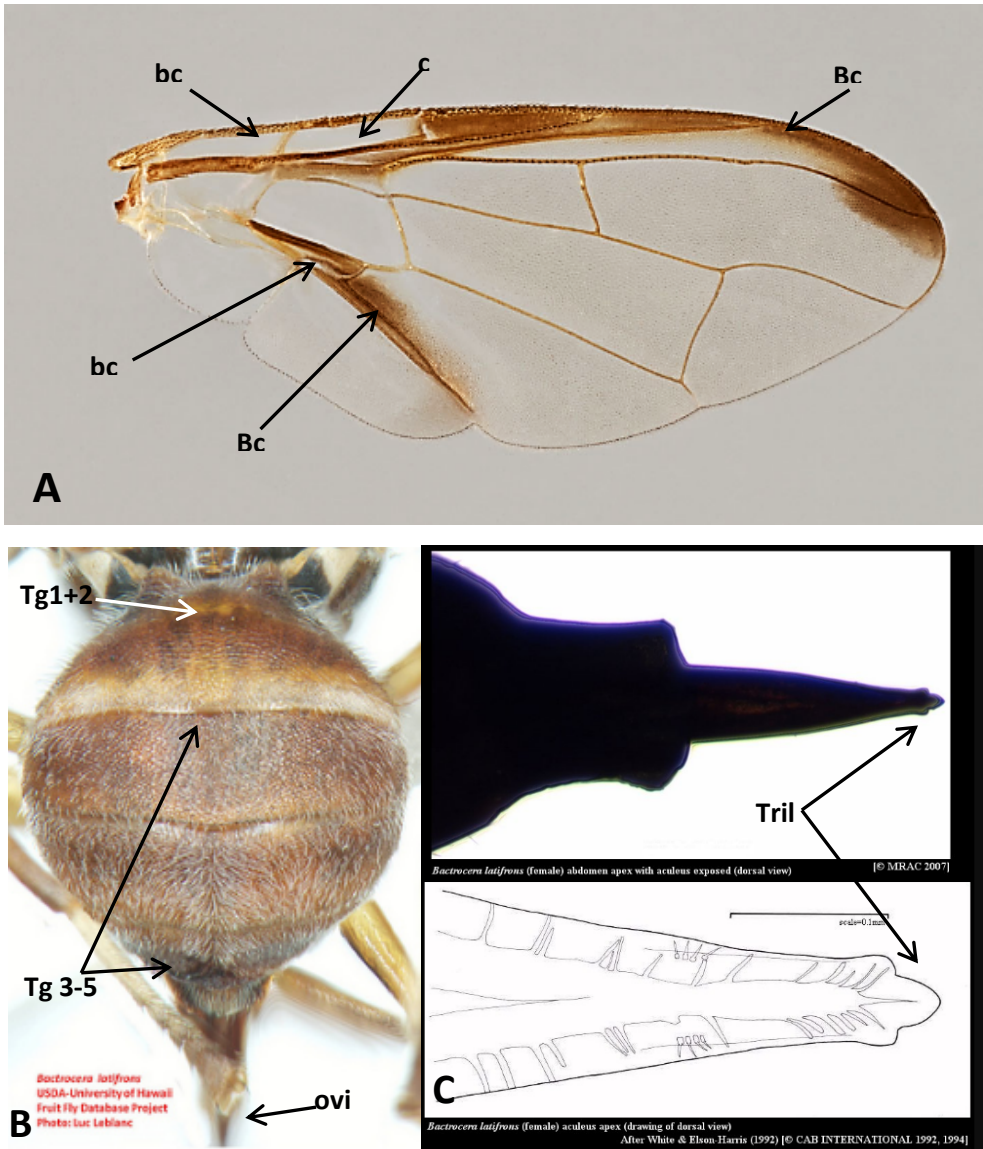 bc
c
Bc
bc
Bc
A
Tg1+2
Tg 3-5
ovi
Bactrocera latifrons
USDA-University of Hawaii
Fruit Fly Database Project
Photo: Luc Leblanc
B
Tril
Bactrocera latifrons (female) abdomen apex with aculeus exposed (dorsal view)
[© MRAC 2007]
scale=0.1mm
C
Bactrocera latifrons (female) aculeus apex (drawing of dorsal view)
After White & Elson-Harris (1992) [© CAB INTERNATIONAL 1992, 1994]